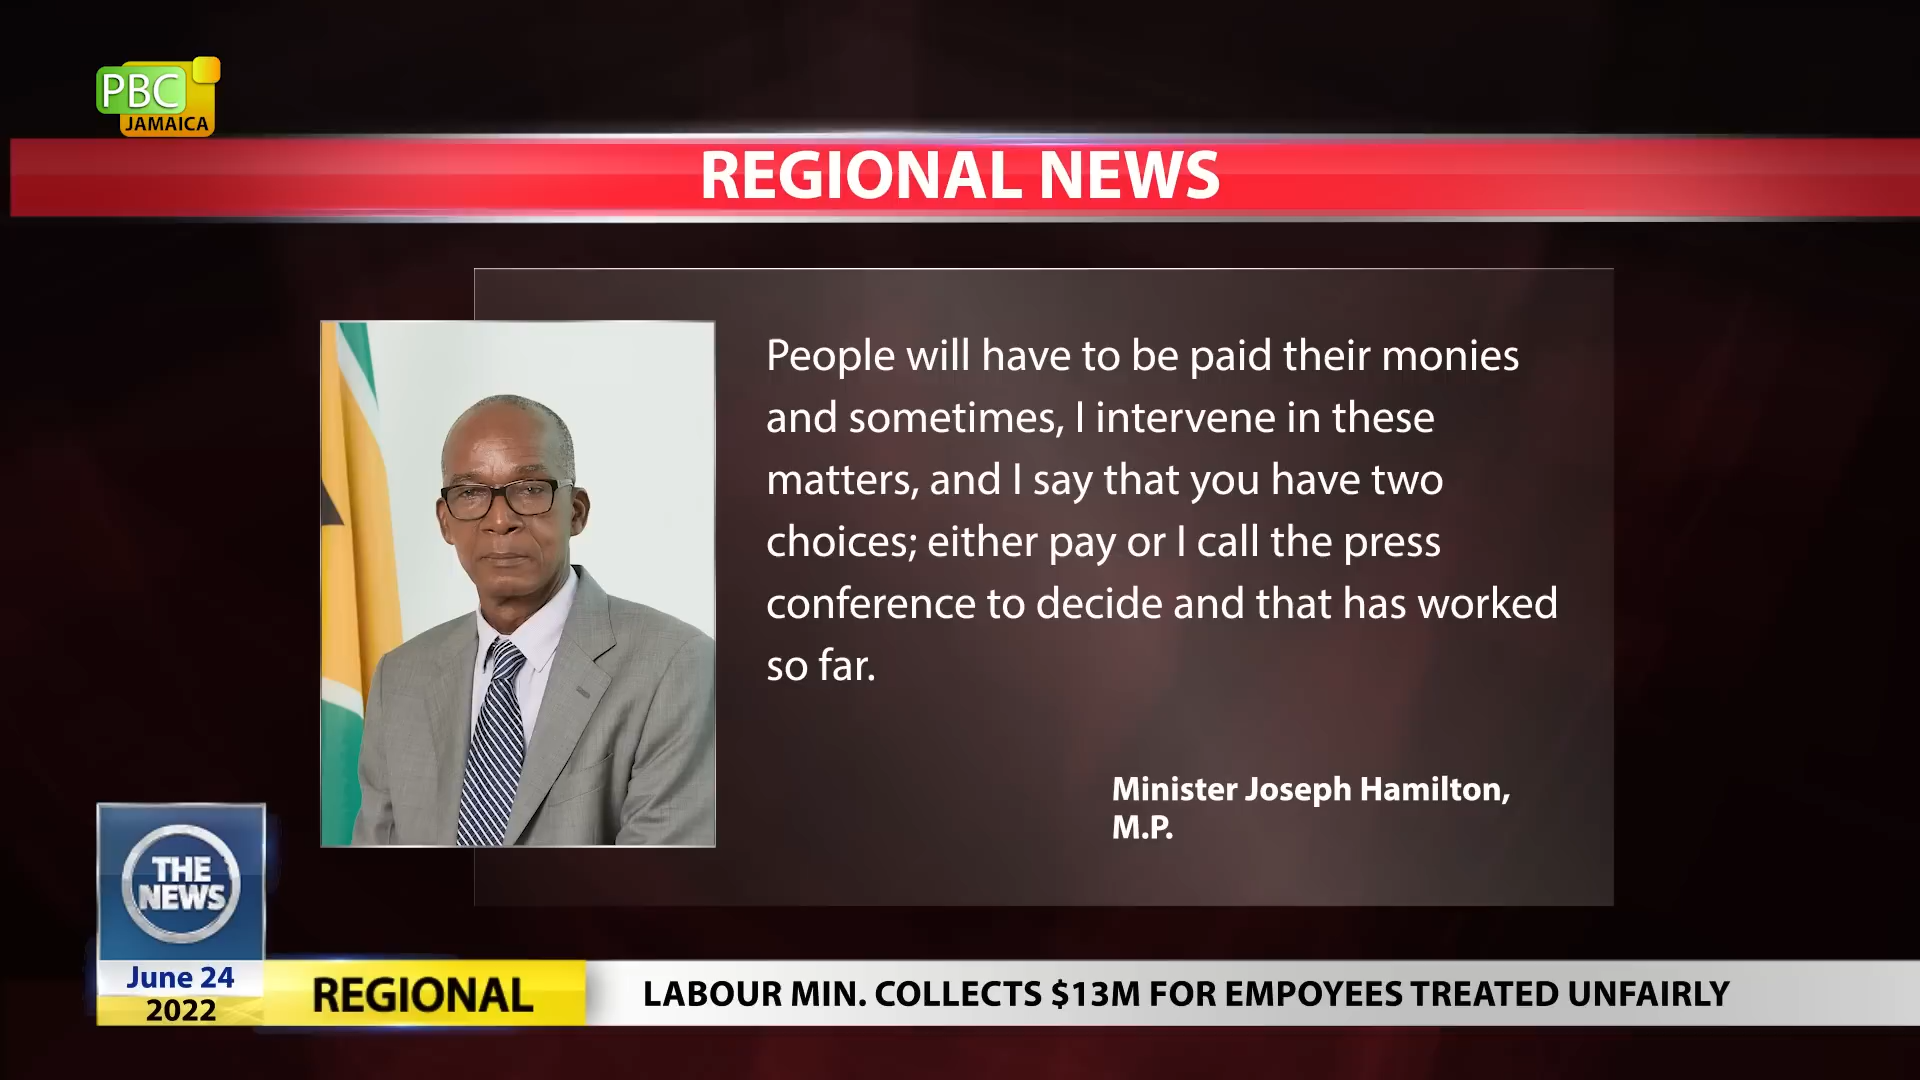 PBC
JAMAICA
REGIONAL NEWS
People will have to be paid their monies
and sometimes, I intervene in these
matters, and I say that you have two
choices; either pay or I call the press
conference to decide and that has worked
so far.
Minister Joseph Hamilton,
M.P.
THE
NEWS
June 24
2022
REGIONAL
LABOUR MIN. COLLECTS $13M FOR EMPOYEES TREATED UNFAIRLY